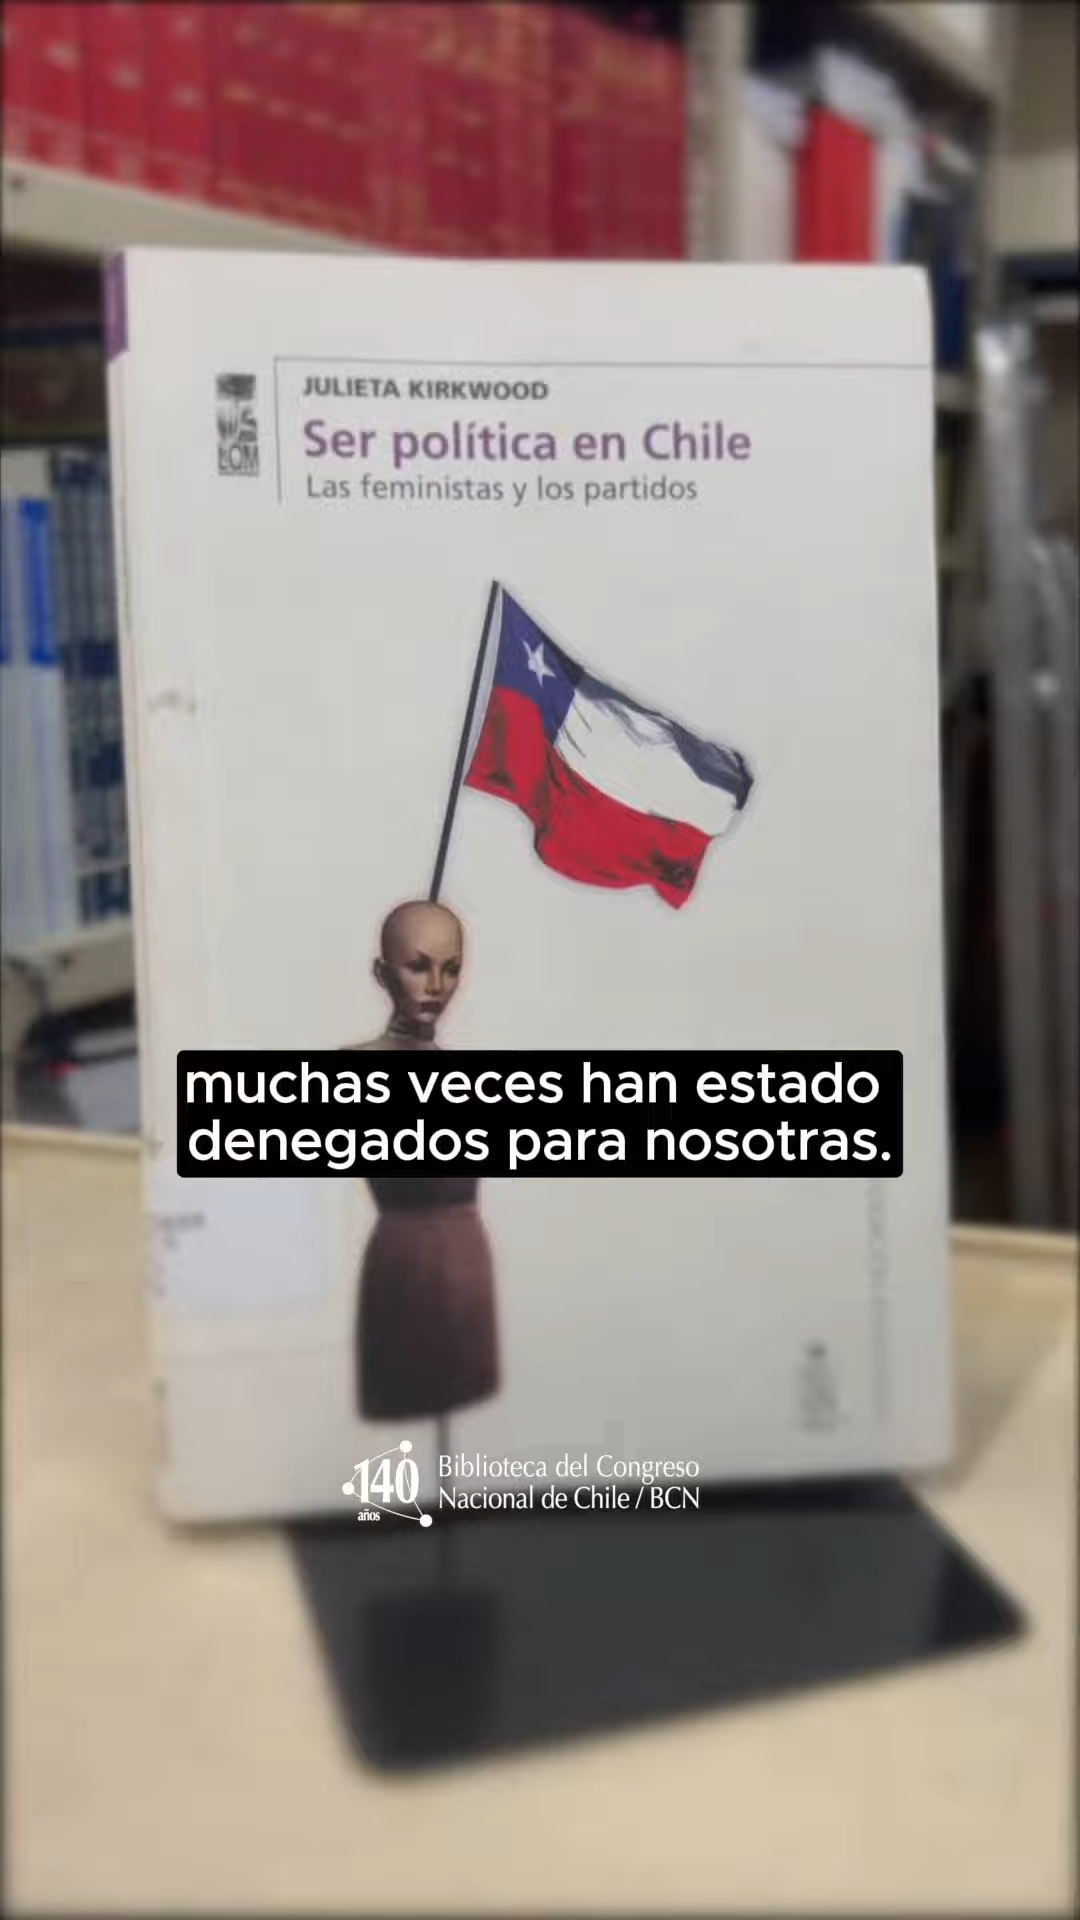 JULIETA KIRKWOOD
Ser política en Chile
Las feministas y los partidos
LOM
muchas veces han estado
denegados para nosotras.
140
años
Biblioteca del Congreso
Nacional de Chile / BCN